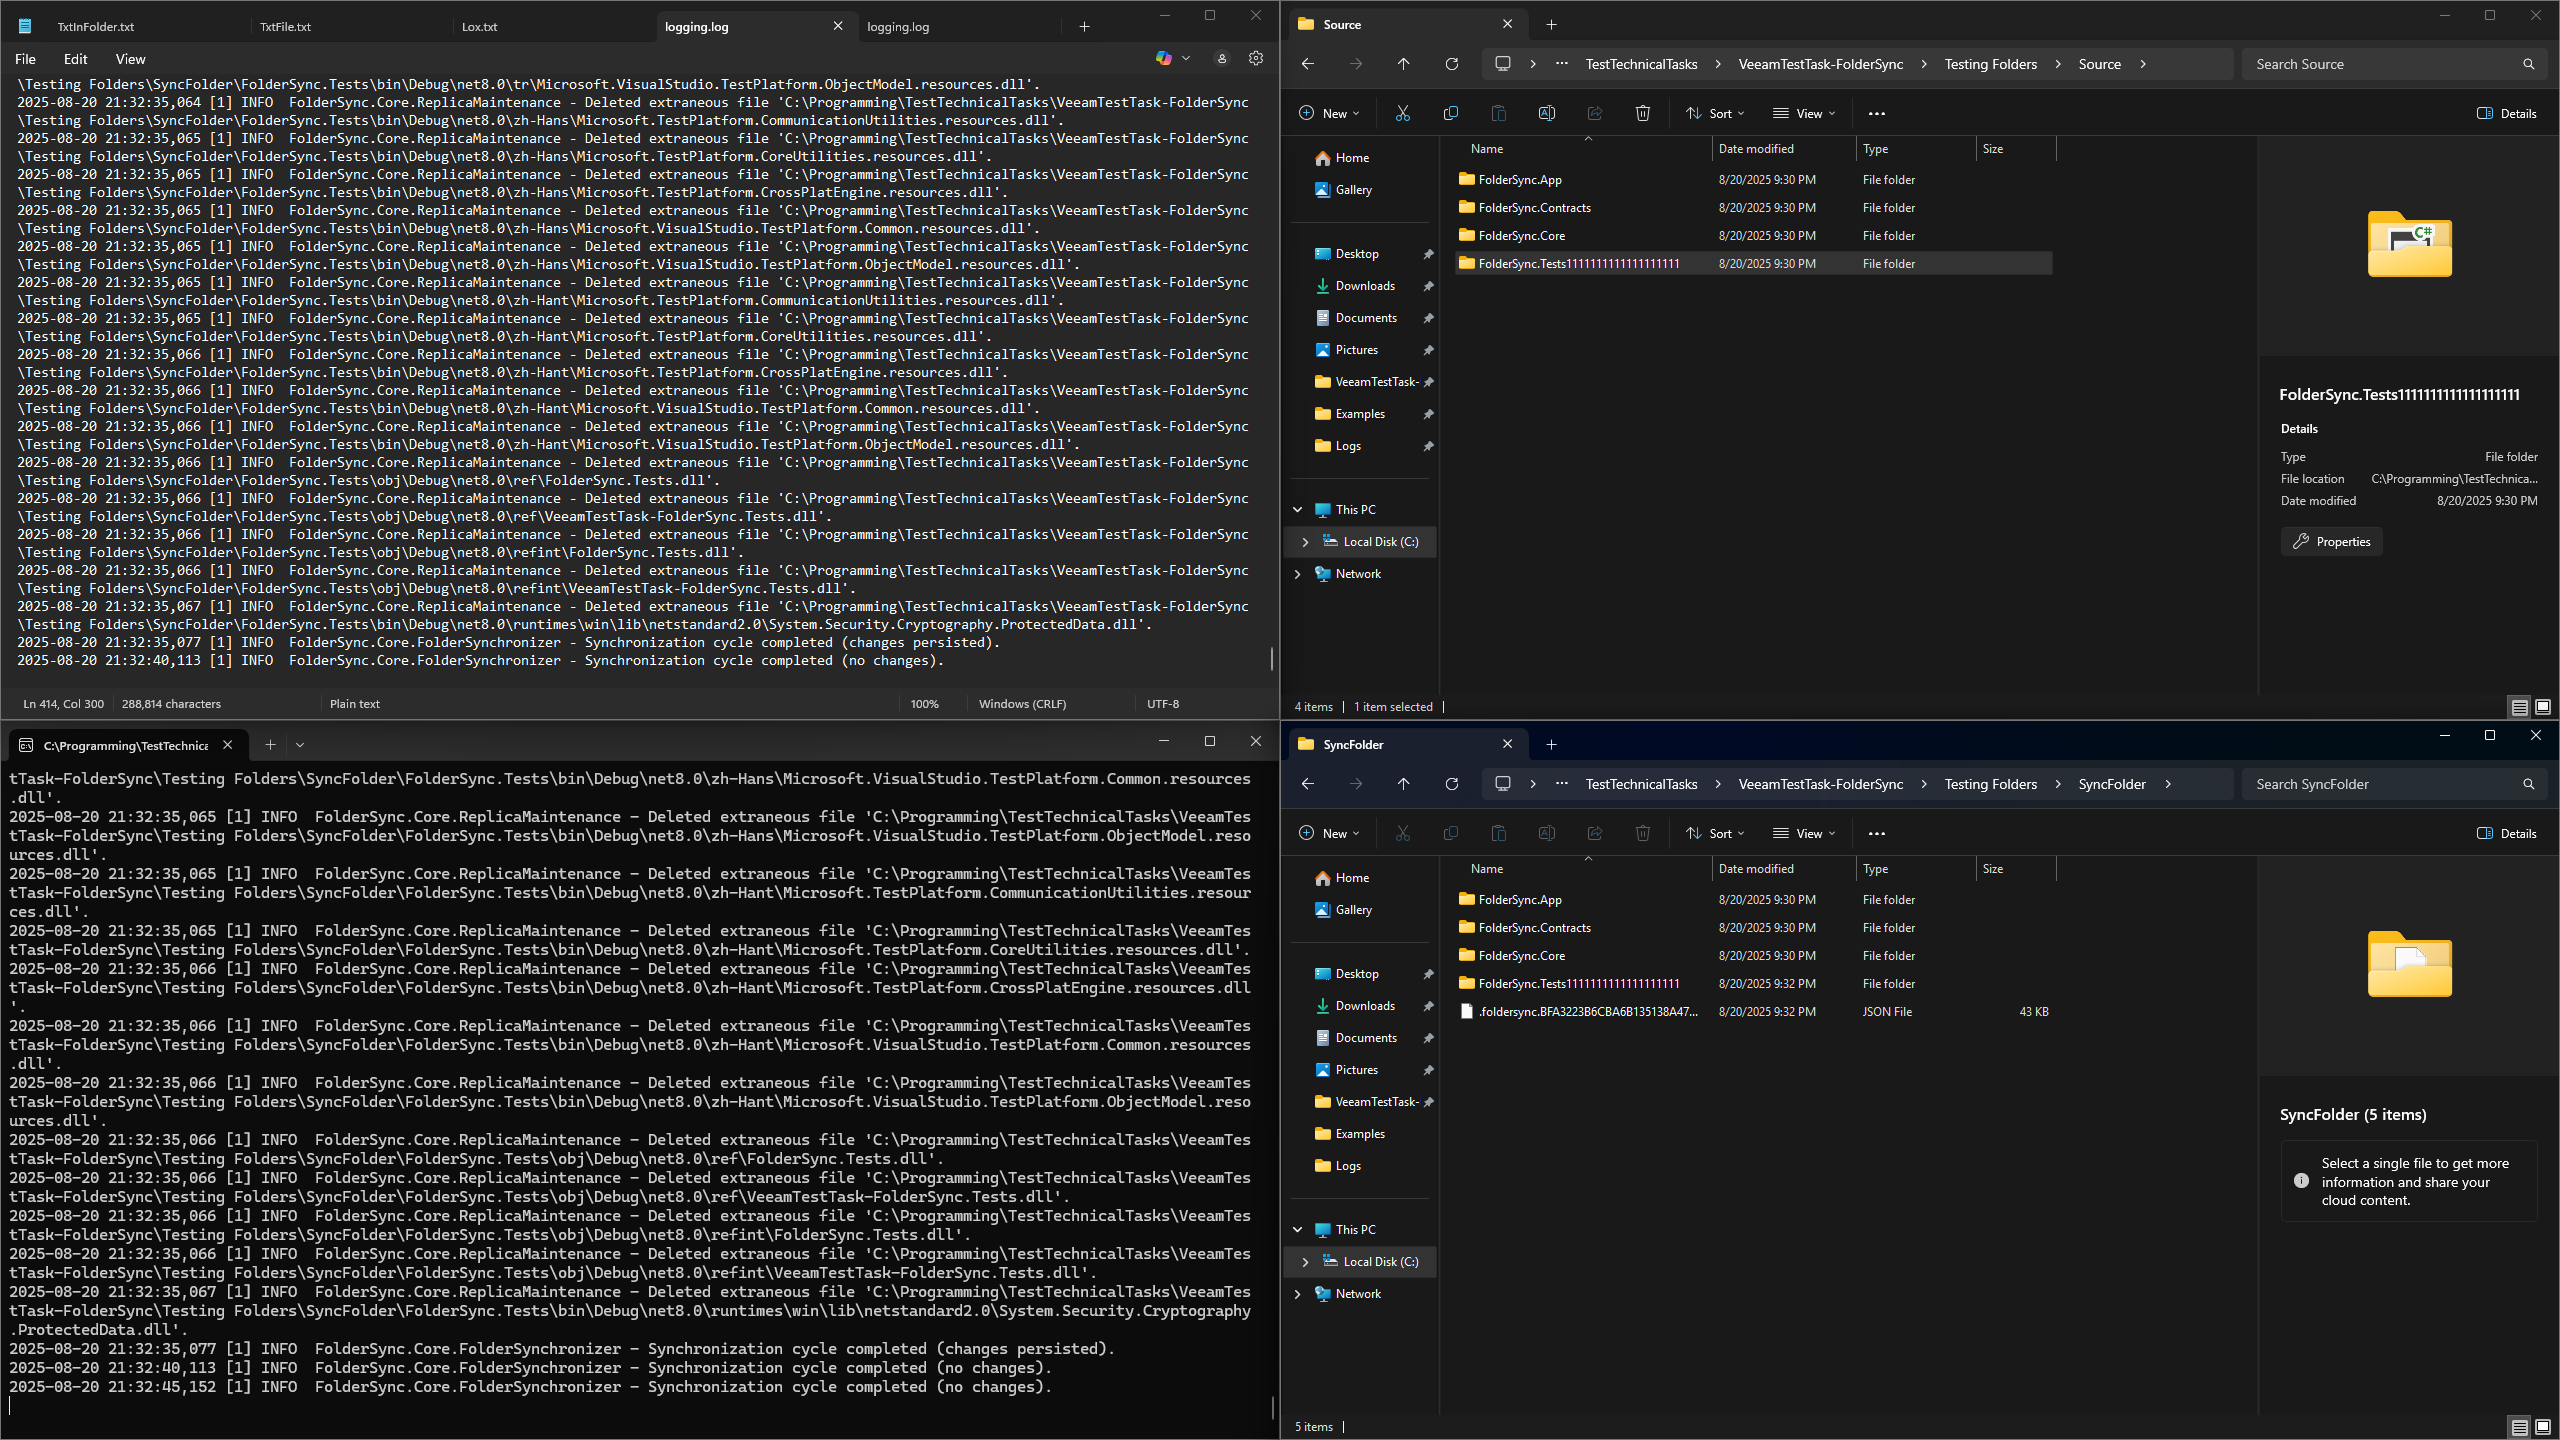 TxtInFolder.txt
TxtFile.txt
Lox.txt
logging.log
logging.log
File
Edit
View
\Testing Folders\SyncFolder\FolderSync.Tests\bin\Debug\net8.0\tr\Microsoft.VisualStudio.TestPlatform.ObjectModel.resources.dll'.
2025-08-20 21:32:35,064 [1] INFO  FolderSync.Core.ReplicaMaintenance - Deleted extraneous file 'C:\Programming\TestTechnicalTasks\VeeamTestTask-FolderSync
\Testing Folders\SyncFolder\FolderSync.Tests\bin\Debug\net8.0\zh-Hans\Microsoft.TestPlatform.CommunicationUtilities.resources.dll'.
2025-08-20 21:32:35,065 [1] INFO  FolderSync.Core.ReplicaMaintenance - Deleted extraneous file 'C:\Programming\TestTechnicalTasks\VeeamTestTask-FolderSync
\Testing Folders\SyncFolder\FolderSync.Tests\bin\Debug\net8.0\zh-Hans\Microsoft.TestPlatform.CoreUtilities.resources.dll'.
2025-08-20 21:32:35,065 [1] INFO  FolderSync.Core.ReplicaMaintenance - Deleted extraneous file 'C:\Programming\TestTechnicalTasks\VeeamTestTask-FolderSync
\Testing Folders\SyncFolder\FolderSync.Tests\bin\Debug\net8.0\zh-Hans\Microsoft.TestPlatform.CrossPlatEngine.resources.dll'.
2025-08-20 21:32:35,065 [1] INFO  FolderSync.Core.ReplicaMaintenance - Deleted extraneous file 'C:\Programming\TestTechnicalTasks\VeeamTestTask-FolderSync
\Testing Folders\SyncFolder\FolderSync.Tests\bin\Debug\net8.0\zh-Hans\Microsoft.VisualStudio.TestPlatform.Common.resources.dll'.
2025-08-20 21:32:35,065 [1] INFO  FolderSync.Core.ReplicaMaintenance - Deleted extraneous file 'C:\Programming\TestTechnicalTasks\VeeamTestTask-FolderSync
\Testing Folders\SyncFolder\FolderSync.Tests\bin\Debug\net8.0\zh-Hans\Microsoft.VisualStudio.TestPlatform.ObjectModel.resources.dll'.
2025-08-20 21:32:35,065 [1] INFO  FolderSync.Core.ReplicaMaintenance - Deleted extraneous file 'C:\Programming\TestTechnicalTasks\VeeamTestTask-FolderSync
\Testing Folders\SyncFolder\FolderSync.Tests\bin\Debug\net8.0\zh-Hant\Microsoft.TestPlatform.CommunicationUtilities.resources.dll'.
2025-08-20 21:32:35,065 [1] INFO  FolderSync.Core.ReplicaMaintenance - Deleted extraneous file 'C:\Programming\TestTechnicalTasks\VeeamTestTask-FolderSync
\Testing Folders\SyncFolder\FolderSync.Tests\bin\Debug\net8.0\zh-Hant\Microsoft.TestPlatform.CoreUtilities.resources.dll'.
2025-08-20 21:32:35,066 [1] INFO  FolderSync.Core.ReplicaMaintenance - Deleted extraneous file 'C:\Programming\TestTechnicalTasks\VeeamTestTask-FolderSync
\Testing Folders\SyncFolder\FolderSync.Tests\bin\Debug\net8.0\zh-Hant\Microsoft.TestPlatform.CrossPlatEngine.resources.dll'.
2025-08-20 21:32:35,066 [1] INFO  FolderSync.Core.ReplicaMaintenance - Deleted extraneous file 'C:\Programming\TestTechnicalTasks\VeeamTestTask-FolderSync
\Testing Folders\SyncFolder\FolderSync.Tests\bin\Debug\net8.0\zh-Hant\Microsoft.VisualStudio.TestPlatform.Common.resources.dll'.
2025-08-20 21:32:35,066 [1] INFO  FolderSync.Core.ReplicaMaintenance - Deleted extraneous file 'C:\Programming\TestTechnicalTasks\VeeamTestTask-FolderSync
\Testing Folders\SyncFolder\FolderSync.Tests\bin\Debug\net8.0\zh-Hant\Microsoft.VisualStudio.TestPlatform.ObjectModel.resources.dll'.
2025-08-20 21:32:35,066 [1] INFO  FolderSync.Core.ReplicaMaintenance - Deleted extraneous file 'C:\Programming\TestTechnicalTasks\VeeamTestTask-FolderSync
\Testing Folders\SyncFolder\FolderSync.Tests\obj\Debug\net8.0\ref\FolderSync.Tests.dll'.
2025-08-20 21:32:35,066 [1] INFO  FolderSync.Core.ReplicaMaintenance - Deleted extraneous file 'C:\Programming\TestTechnicalTasks\VeeamTestTask-FolderSync
\Testing Folders\SyncFolder\FolderSync.Tests\obj\Debug\net8.0\ref\VeeamTestTask-FolderSync.Tests.dll'.
2025-08-20 21:32:35,066 [1] INFO  FolderSync.Core.ReplicaMaintenance - Deleted extraneous file 'C:\Programming\TestTechnicalTasks\VeeamTestTask-FolderSync
\Testing Folders\SyncFolder\FolderSync.Tests\obj\Debug\net8.0\refint\FolderSync.Tests.dll'.
2025-08-20 21:32:35,066 [1] INFO  FolderSync.Core.ReplicaMaintenance - Deleted extraneous file 'C:\Programming\TestTechnicalTasks\VeeamTestTask-FolderSync
\Testing Folders\SyncFolder\FolderSync.Tests\obj\Debug\net8.0\refint\VeeamTestTask-FolderSync.Tests.dll'.
2025-08-20 21:32:35,067 [1] INFO  FolderSync.Core.ReplicaMaintenance - Deleted extraneous file 'C:\Programming\TestTechnicalTasks\VeeamTestTask-FolderSync
\Testing Folders\SyncFolder\FolderSync.Tests\bin\Debug\net8.0\runtimes\win\lib\netstandard2.0\System.Security.Cryptography.ProtectedData.dll'.
2025-08-20 21:32:35,077 [1] INFO  FolderSync.Core.FolderSynchronizer - Synchronization cycle completed (changes persisted).
2025-08-20 21:32:40,113 [1] INFO  FolderSync.Core.FolderSynchronizer - Synchronization cycle completed (no changes).
Ln 414, Col 300
288,814 characters
Plain text
100%
Windows (CRLF)
UTF-8
Source
TestTechnicalTasks
VeeamTestTask-FolderSync
Testing Folders
Source
Search Source
New
Sort
View
Details
Home
Gallery
Desktop
Downloads
Documents
Pictures
VeeamTestTask-
Examples
Logs
This PC
Local Disk (C:)
Network
Name Date modified Type Size
FolderSync.App 8/20/2025 9:30 PM File folder
FolderSync.Contracts 8/20/2025 9:30 PM File folder
FolderSync.Core 8/20/2025 9:30 PM File folder
FolderSync.Tests1111111111111111111 8/20/2025 9:30 PM File folder
C#
FolderSync.Tests1111111111111111111
Details
Type File folder
File location C:\Programming\TestTechnica...
Date modified 8/20/2025 9:30 PM
Properties
4 items
1 item selected
C:\Programming\TestTechnica
tTask-FolderSync\Testing Folders\SyncFolder\FolderSync.Tests\bin\Debug\net8.0\zh-Hans\Microsoft.VisualStudio.TestPlatform.Common.resources
.dll'.
2025-08-20 21:32:35,065 [1] INFO  FolderSync.Core.ReplicaMaintenance - Deleted extraneous file 'C:\Programming\TestTechnicalTasks\VeeamTes
tTask-FolderSync\Testing Folders\SyncFolder\FolderSync.Tests\bin\Debug\net8.0\zh-Hans\Microsoft.VisualStudio.TestPlatform.ObjectModel.reso
urces.dll'.
2025-08-20 21:32:35,065 [1] INFO  FolderSync.Core.ReplicaMaintenance - Deleted extraneous file 'C:\Programming\TestTechnicalTasks\VeeamTes
tTask-FolderSync\Testing Folders\SyncFolder\FolderSync.Tests\bin\Debug\net8.0\zh-Hant\Microsoft.TestPlatform.CommunicationUtilities.resour
ces.dll'.
2025-08-20 21:32:35,065 [1] INFO  FolderSync.Core.ReplicaMaintenance - Deleted extraneous file 'C:\Programming\TestTechnicalTasks\VeeamTes
tTask-FolderSync\Testing Folders\SyncFolder\FolderSync.Tests\bin\Debug\net8.0\zh-Hant\Microsoft.TestPlatform.CoreUtilities.resources.dll'.
2025-08-20 21:32:35,066 [1] INFO  FolderSync.Core.ReplicaMaintenance - Deleted extraneous file 'C:\Programming\TestTechnicalTasks\VeeamTes
tTask-FolderSync\Testing Folders\SyncFolder\FolderSync.Tests\bin\Debug\net8.0\zh-Hant\Microsoft.TestPlatform.CrossPlatEngine.resources.dll
'.
2025-08-20 21:32:35,066 [1] INFO  FolderSync.Core.ReplicaMaintenance - Deleted extraneous file 'C:\Programming\TestTechnicalTasks\VeeamTes
tTask-FolderSync\Testing Folders\SyncFolder\FolderSync.Tests\bin\Debug\net8.0\zh-Hant\Microsoft.VisualStudio.TestPlatform.Common.resources
.dll'.
2025-08-20 21:32:35,066 [1] INFO  FolderSync.Core.ReplicaMaintenance - Deleted extraneous file 'C:\Programming\TestTechnicalTasks\VeeamTes
tTask-FolderSync\Testing Folders\SyncFolder\FolderSync.Tests\bin\Debug\net8.0\zh-Hant\Microsoft.VisualStudio.TestPlatform.ObjectModel.reso
urces.dll'.
2025-08-20 21:32:35,066 [1] INFO  FolderSync.Core.ReplicaMaintenance - Deleted extraneous file 'C:\Programming\TestTechnicalTasks\VeeamTes
tTask-FolderSync\Testing Folders\SyncFolder\FolderSync.Tests\obj\Debug\net8.0\ref\FolderSync.Tests.dll'.
2025-08-20 21:32:35,066 [1] INFO  FolderSync.Core.ReplicaMaintenance - Deleted extraneous file 'C:\Programming\TestTechnicalTasks\VeeamTes
tTask-FolderSync\Testing Folders\SyncFolder\FolderSync.Tests\obj\Debug\net8.0\ref\VeeamTestTask-FolderSync.Tests.dll'.
2025-08-20 21:32:35,066 [1] INFO  FolderSync.Core.ReplicaMaintenance - Deleted extraneous file 'C:\Programming\TestTechnicalTasks\VeeamTes
tTask-FolderSync\Testing Folders\SyncFolder\FolderSync.Tests\obj\Debug\net8.0\refint\FolderSync.Tests.dll'.
2025-08-20 21:32:35,066 [1] INFO  FolderSync.Core.ReplicaMaintenance - Deleted extraneous file 'C:\Programming\TestTechnicalTasks\VeeamTes
tTask-FolderSync\Testing Folders\SyncFolder\FolderSync.Tests\obj\Debug\net8.0\refint\VeeamTestTask-FolderSync.Tests.dll'.
2025-08-20 21:32:35,067 [1] INFO  FolderSync.Core.ReplicaMaintenance - Deleted extraneous file 'C:\Programming\TestTechnicalTasks\VeeamTes
tTask-FolderSync\Testing Folders\SyncFolder\FolderSync.Tests\bin\Debug\net8.0\runtimes\win\lib\netstandard2.0\System.Security.Cryptography
.ProtectedData.dll'.
2025-08-20 21:32:35,077 [1] INFO  FolderSync.Core.FolderSynchronizer - Synchronization cycle completed (changes persisted).
2025-08-20 21:32:40,113 [1] INFO  FolderSync.Core.FolderSynchronizer - Synchronization cycle completed (no changes).
2025-08-20 21:32:45,152 [1] INFO  FolderSync.Core.FolderSynchronizer - Synchronization cycle completed (no changes).
SyncFolder
TestTechnicalTasks
VeeamTestTask-FolderSync
Testing Folders
SyncFolder
Search SyncFolder
New
Sort
View
Details
Home
Gallery
Desktop
Downloads
Documents
Pictures
VeeamTestTask-
Examples
Logs
This PC
Local Disk (C:)
Network
Name Date modified Type Size
FolderSync.App 8/20/2025 9:30 PM File folder
FolderSync.Contracts 8/20/2025 9:30 PM File folder
FolderSync.Core 8/20/2025 9:30 PM File folder
FolderSync.Tests1111111111111111111 8/20/2025 9:32 PM File folder
.foldersync.BFA3223B6CBA6B135138A47... 8/20/2025 9:32 PM JSON File 43 KB
SyncFolder (5 items)
Select a single file to get more
information and share your
cloud content.
5 items